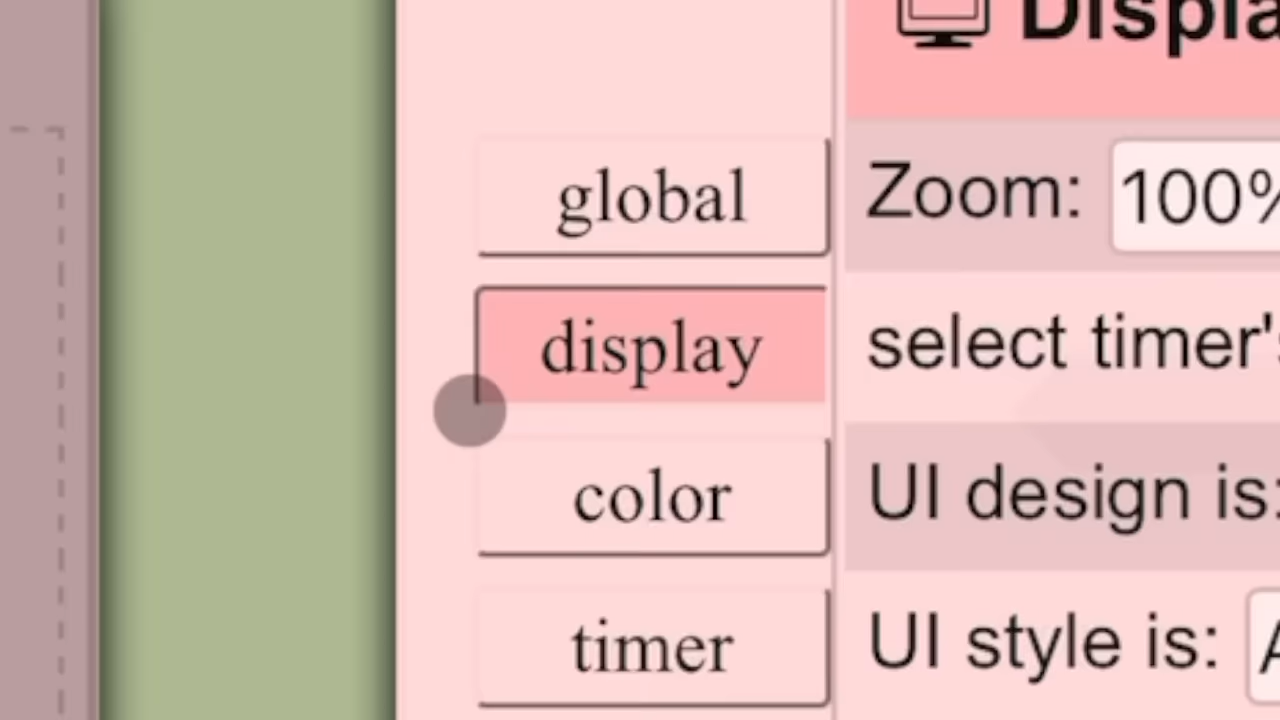 Displa
global
Zoom: 100%
display
select timer's
color
UI design is:
timer
UI style is: A